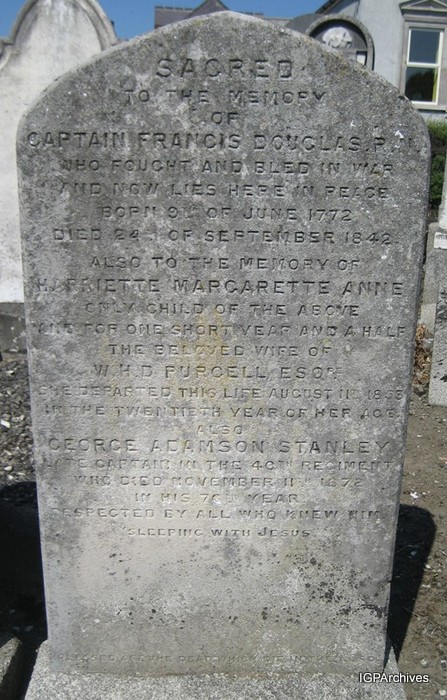 SACRED
TO THE MEMORY
OF
CAPTAIN FRANCIS DOUGLAS. R.N.
WHO FOUGHT AND BLED IN WAR
AND NOW LIES HERE IN PEACE
BORN OF JUNE 1772
DIED 24TH OF SEPTEMBER 1842.
ALSO TO THE MEMORY OF
HARRIETTE MARGARETTE ANNE
ONLY CHILD OF THE ABOVE
AND FOR ONE SHORT YEAR AND A HALF
THE BELOVED WIFE OF
W.H.D. PURCELL ESQR.
SHE DEPARTED THIS LIFE AUGUST 11TH
IN THE TWENTIETH YEAR OF HER AGE.
ALSO
GEORGE ADAMSON STANLEY
LATE CAPTAIN IN THE REGIMENT
WHO DIED NOVEMBER 11TH 1872
IN HIS YEAR
RESPECTED BY ALL WHO KNEW HIM
"SLEEPING WITH JESUS"
IGPArchives